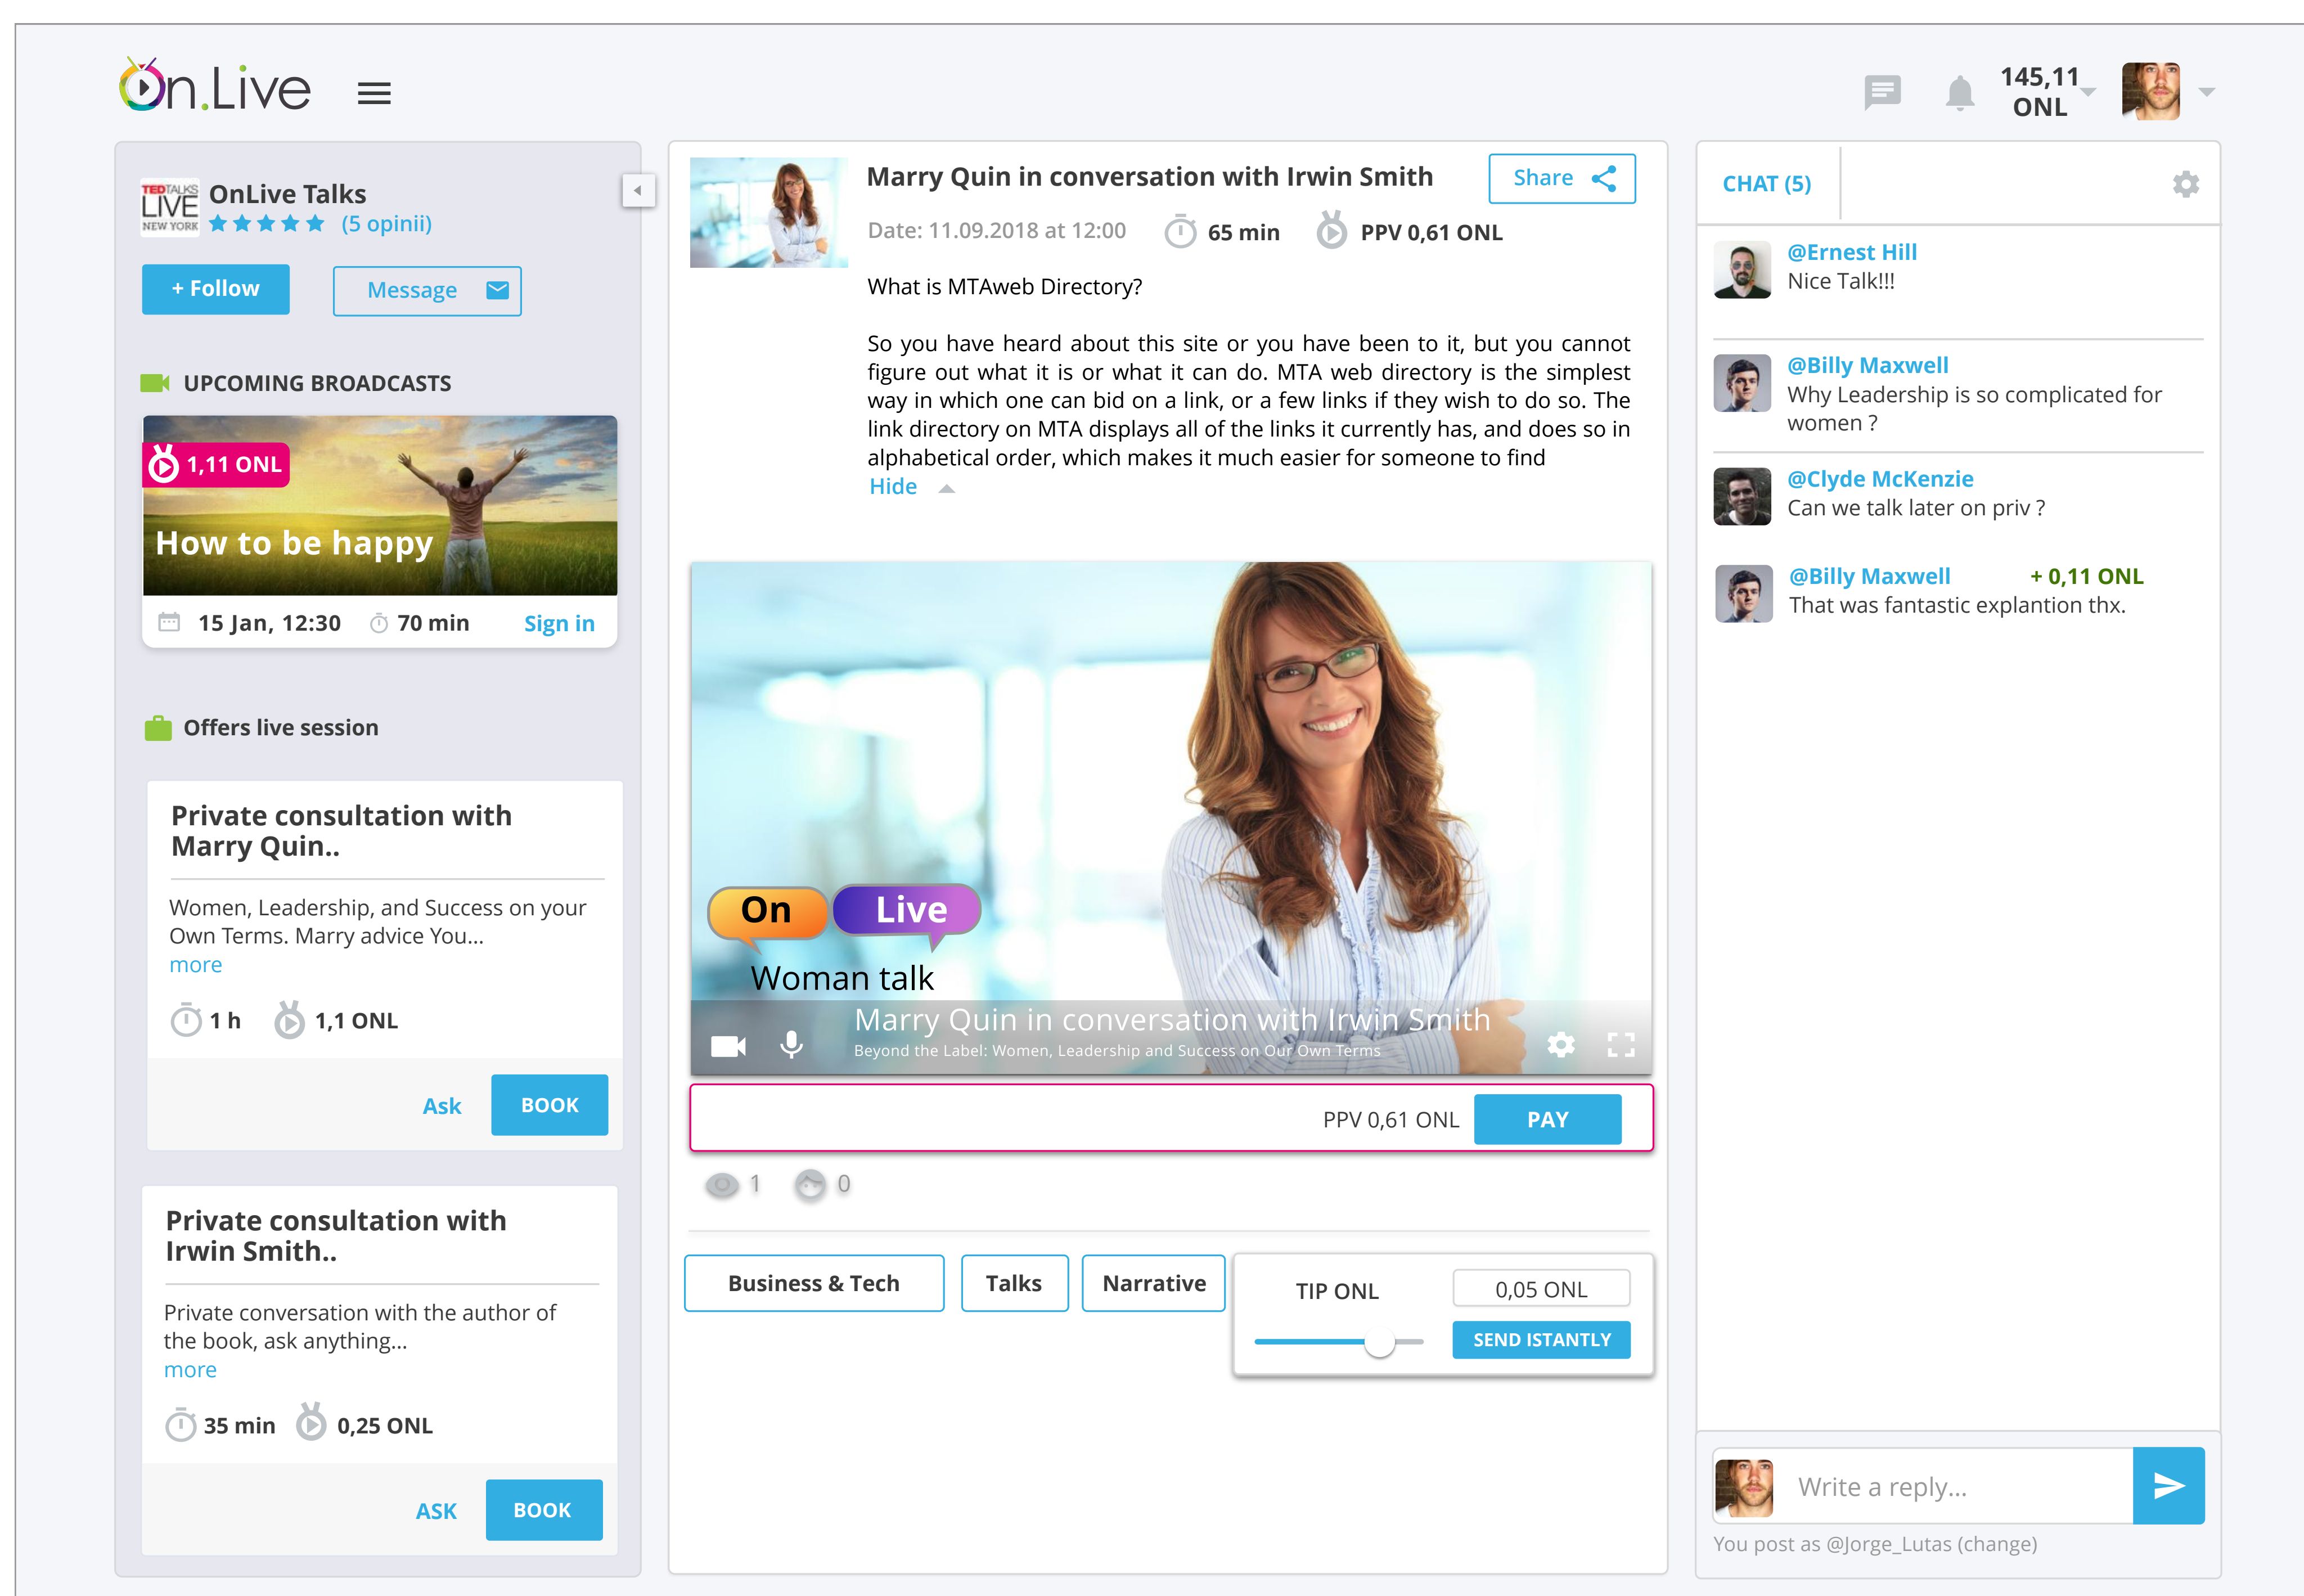 On.Live
145,11
ONL
TEDTALKS
LIVE
NEW YORK
OnLive Talks
(5 opinii)
+ Follow
Message
UPCOMING BROADCASTS
1,11 ONL
How to be happy
15 Jan, 12:30
70 min
Sign in
Offers live session
Private consultation with
Marry Quin..
Women, Leadership, and Success on your
Own Terms. Marry advice You...
more
1 h
1,1 ONL
Ask
BOOK
Private consultation with
Irwin Smith..
Private conversation with the author of
the book, ask anything...
more
35 min
0,25 ONL
ASK
BOOK
Marry Quin in conversation with Irwin Smith
Share
Date: 11.09.2018 at 12:00
65 min
PPV 0,61 ONL
What is MTAweb Directory?
So you have heard about this site or you have been to it, but you cannot
figure out what it is or what it can do. MTA web directory is the simplest
way in which one can bid on a link, or a few links if they wish to do so. The
link directory on MTA displays all of the links it currently has, and does so in
alphabetical order, which makes it much easier for someone to find
Hide
On
Live
Woman talk
Marry Quin in conversation with Irwin Smith
Beyond the Label: Women, Leadership and Success on Our Own Terms
PPV 0,61 ONL
PAY
1
0
Business & Tech
Talks
Narrative
TIP ONL
0,05 ONL
SEND ISTANTLY
CHAT (5)
@Ernest Hill
Nice Talk!!!
@Billy Maxwell
Why Leadership is so complicated for
women ?
@Clyde McKenzie
Can we talk later on priv ?
@Billy Maxwell
+ 0,11 ONL
That was fantastic explantion thx.
Write a reply...
You post as @Jorge_Lutas (change)